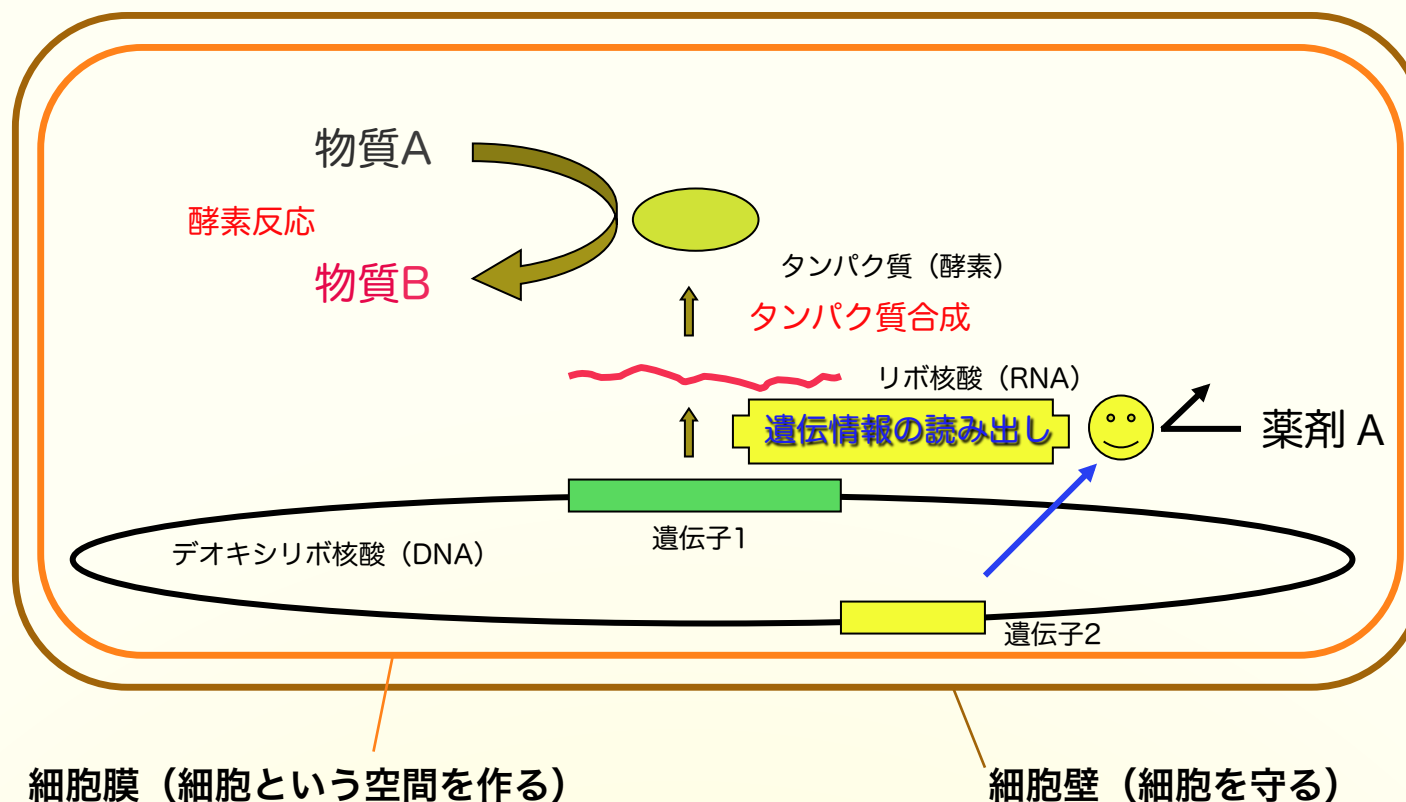 物質A
酵素反応
物質B
タンパク質（酵素）
タンパク質合成
リボ核酸（RNA）
遺伝情報の読み出し
薬剤 A
遺伝子1
デオキシリボ核酸（DNA）
遺伝子2
細胞膜（細胞という空間を作る）
細胞壁（細胞を守る）